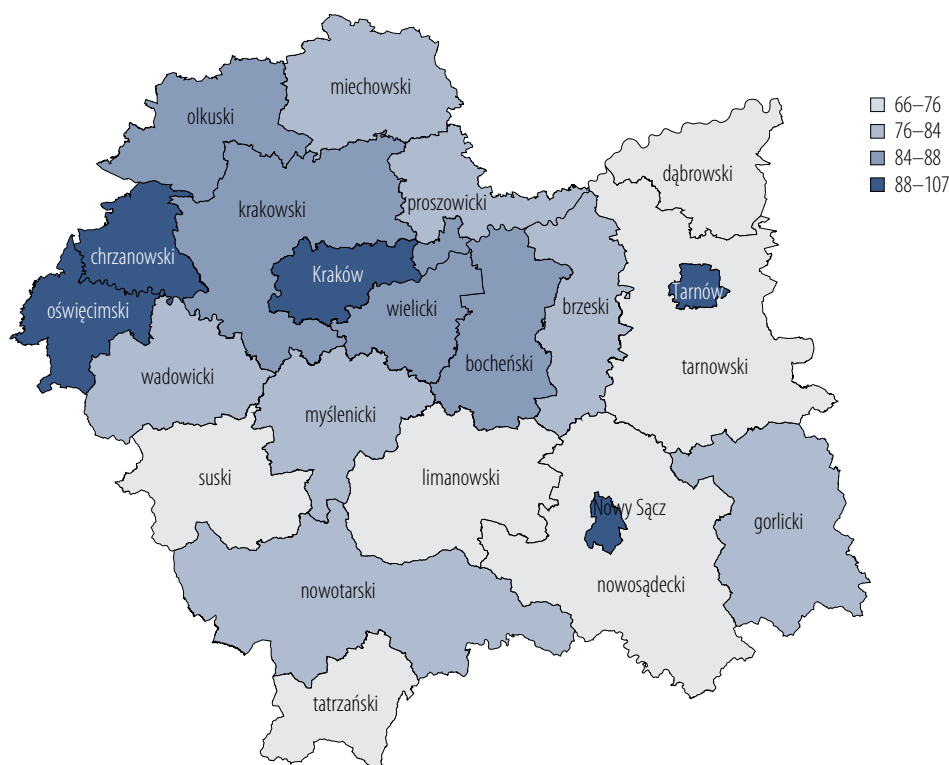 miechowski
olkuski
66–76
76–84
84–88
88–107
dąbrowski
proszowicki
krakowski
chrzanowski
Kraków
Tarnów
oświęcimski
wielicki
brzeski
bocheński
tarnowski
wadowicki
myślenicki
suski
limanowski
Nowy Sącz
gorlicki
nowosądecki
nowotarski
tatrzański